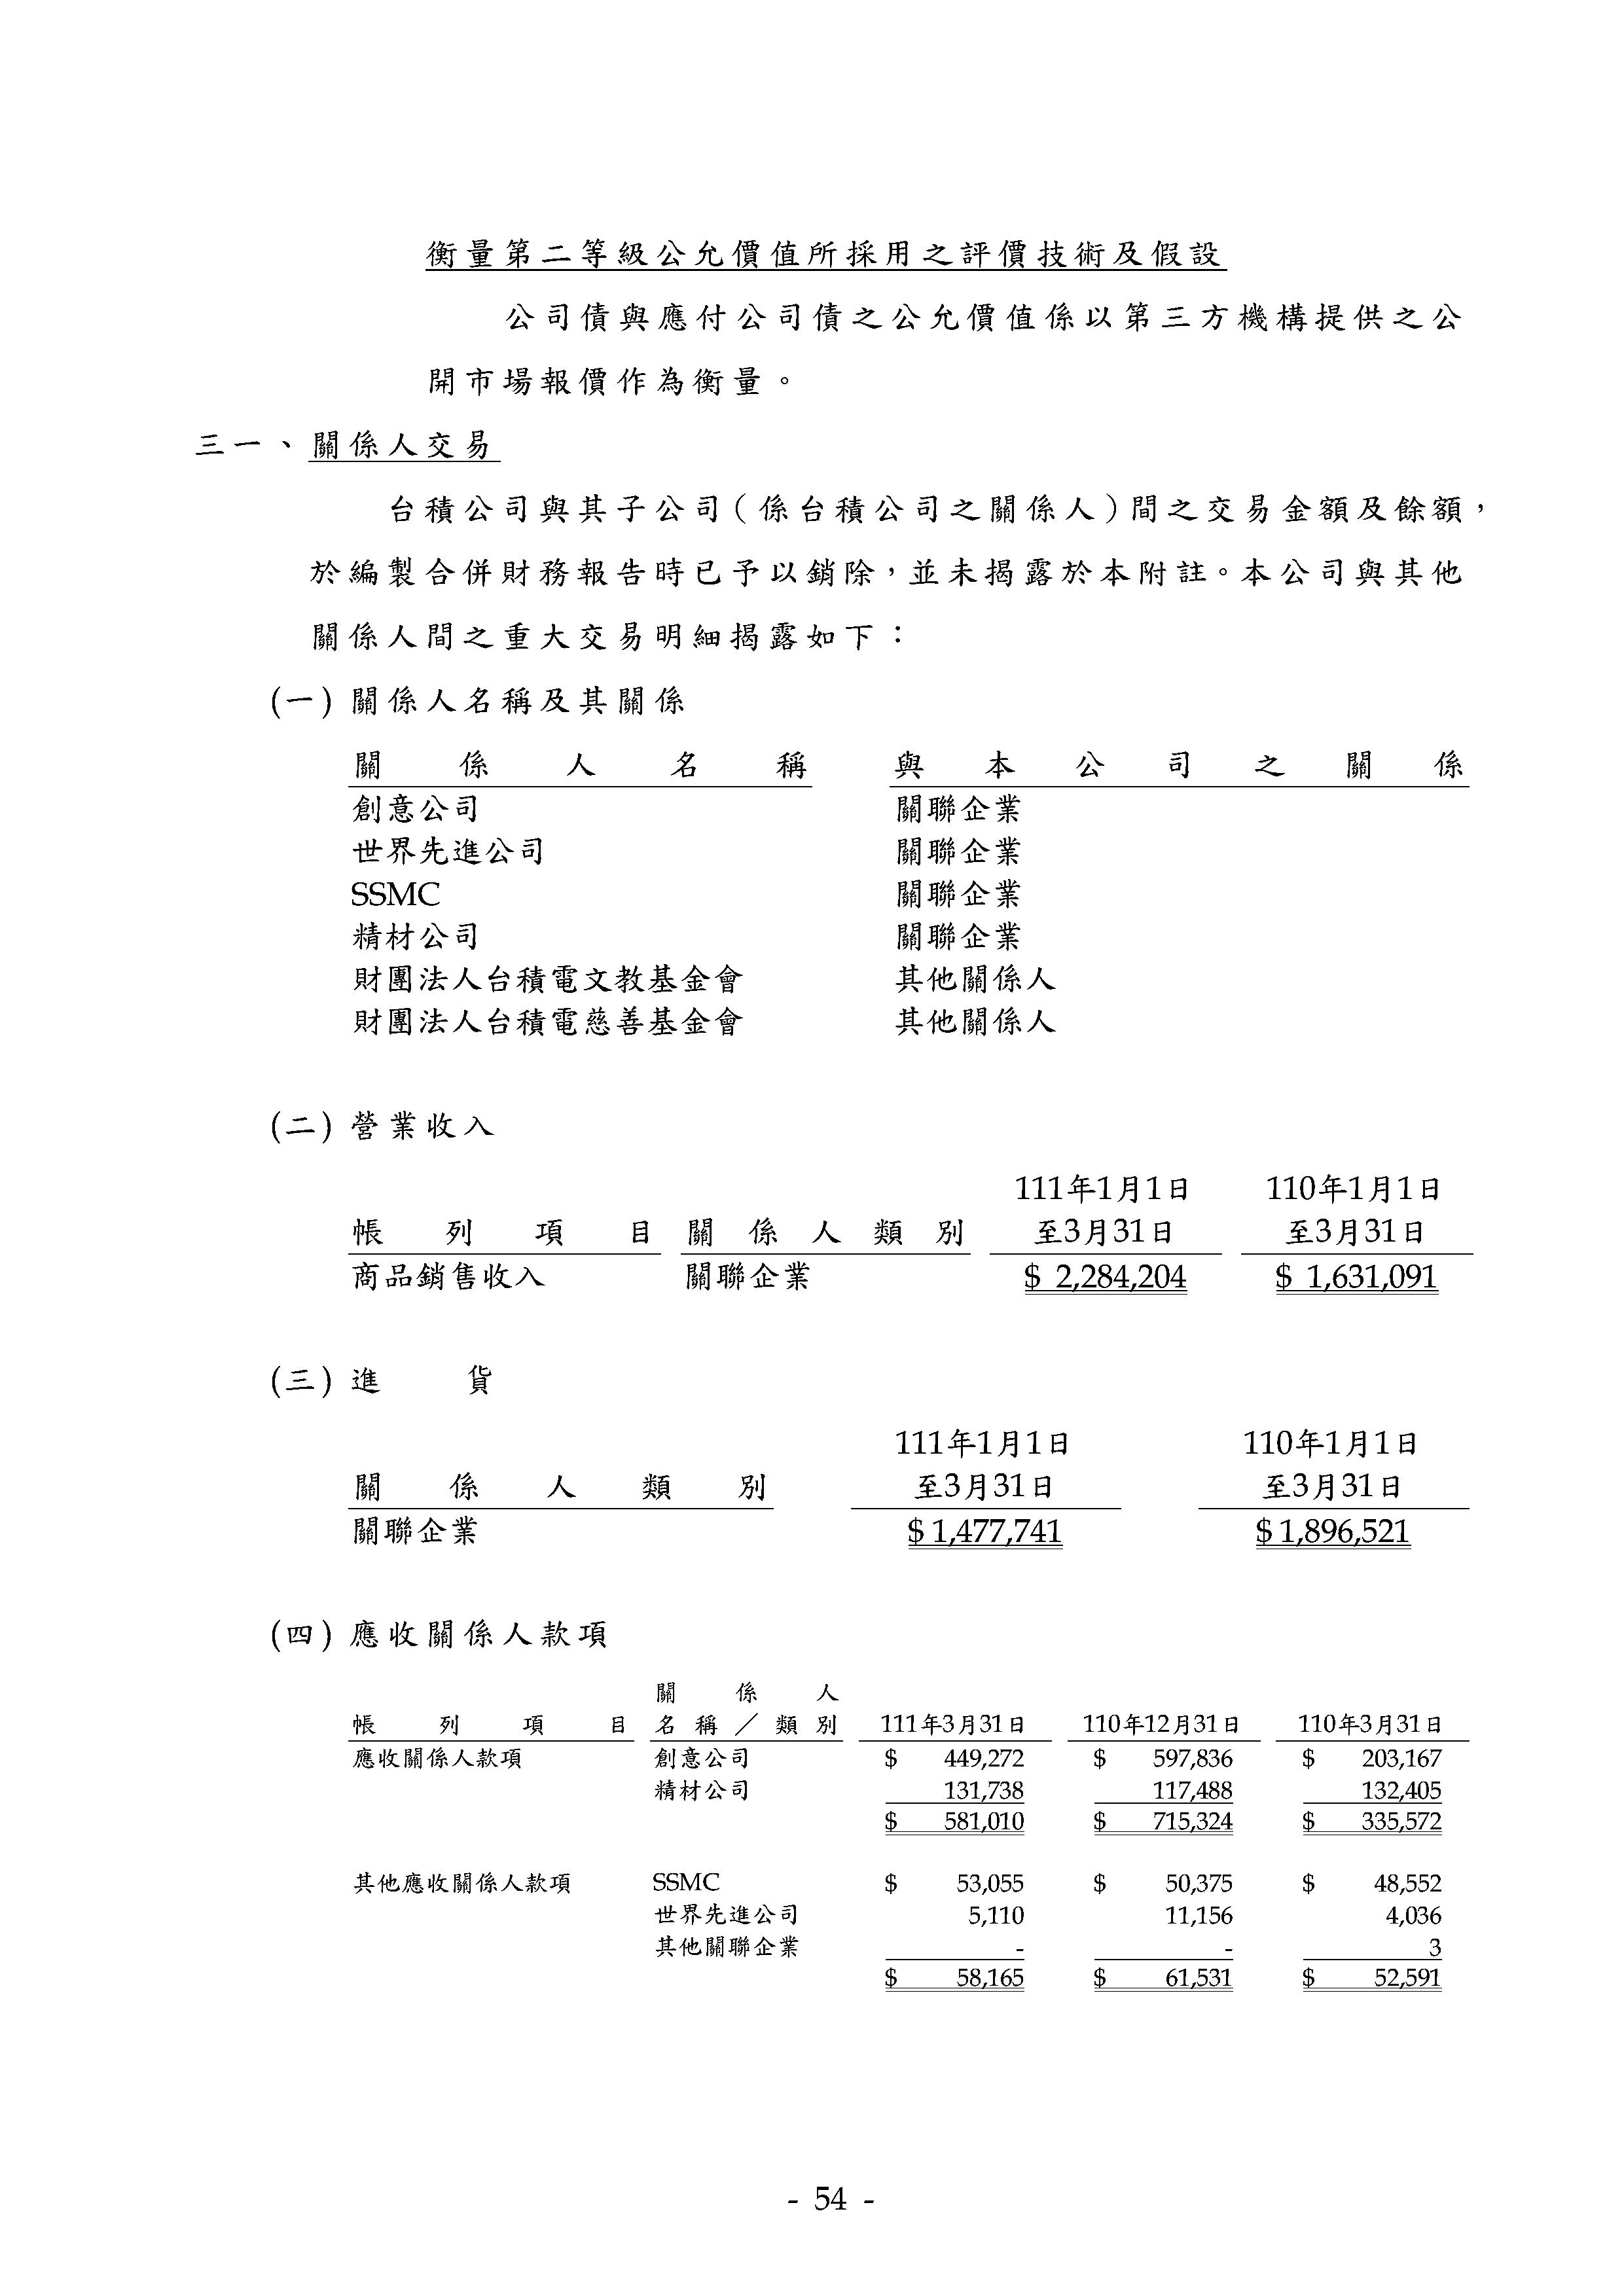 衡量第二等級公允價值所採用之評價技術及假設
公司債與應付公司債之公允價值係以第三方機構提供之公
開市場報價作為衡量。
三一、關係人交易
台積公司與其子公司(係台積公司之關係人)間之交易金額及餘額，
於編製合併財務報告時已予以銷除，並未揭露於本附註。本公司與其他
關係人間之重大交易明細揭露如下：
(一) 關係人名稱及其關係
關係人名稱 與本公司之關係
創意公司 關聯企業
世界先進公司 關聯企業
SSMC 關聯企業
精材公司 關聯企業
財團法人台積電文教基金會 其他關係人
財團法人台積電慈善基金會 其他關係人
(二) 營業收入
111年1月1日 110年1月1日
帳列項目 關係人類別 至3月31日 至3月31日
商品銷售收入 關聯企業 $ 2,284,204 $ 1,631,091
(三) 進貨
111年1月1日 110年1月1日
關係人類別 至3月31日 至3月31日
關聯企業 $ 1,477,741 $ 1,896,521
(四) 應收關係人款項
關係人
帳列項目 名稱／類別 111年3月31日 110年12月31日 110年3月31日
應收關係人款項 創意公司 $ 449,272 $ 597,836 $ 203,167
精材公司 131,738 117,488 132,405
$ 581,010 $ 715,324 $ 335,572
其他應收關係人款項 SSMC $ 53,055 $ 50,375 $ 48,552
世界先進公司 5,110 11,156 4,036
其他關聯企業 - - 3
$ 58,165 $ 61,531 $ 52,591
- 54 -